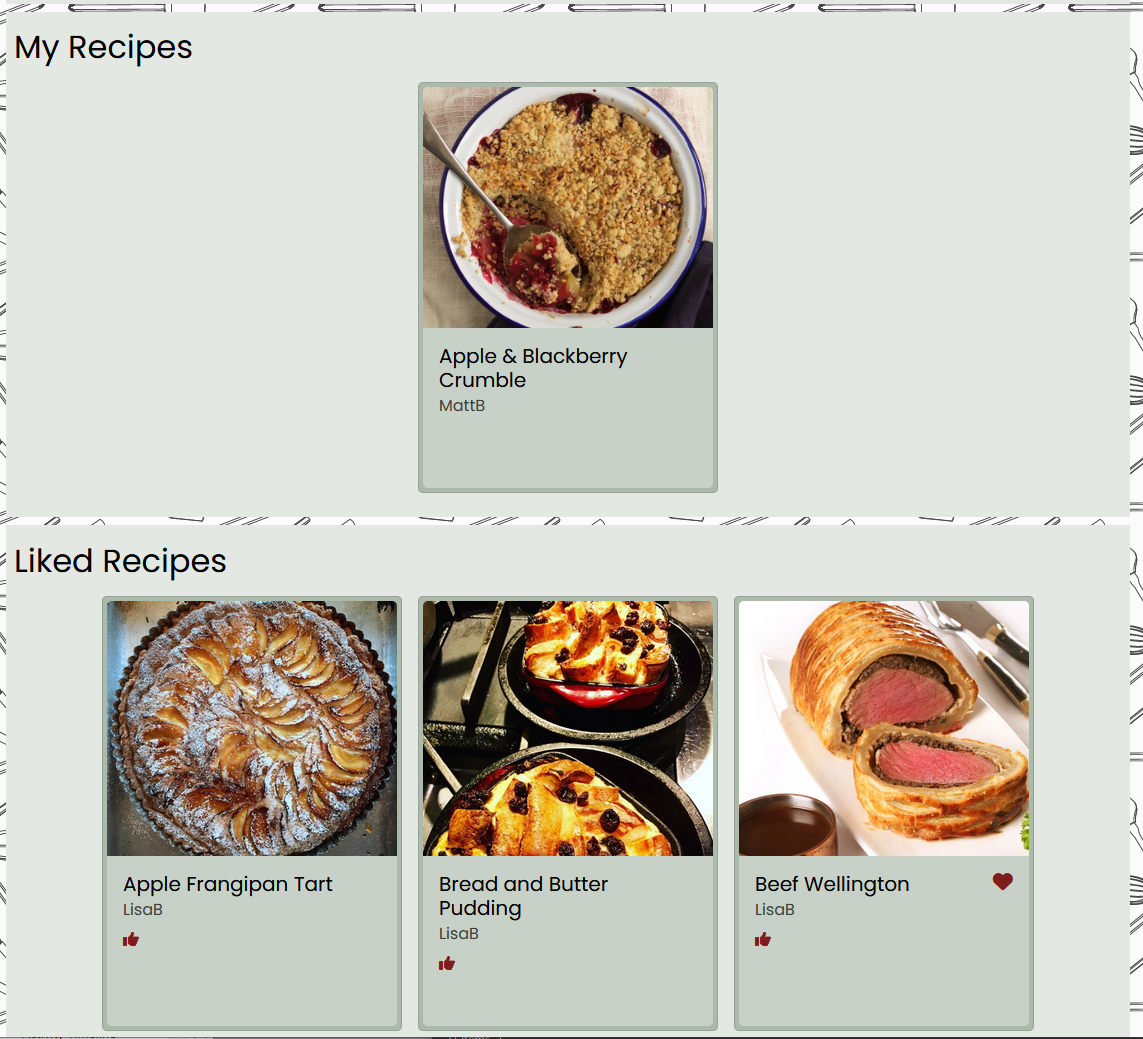 My Recipes
Apple & Blackberry
Crumble
MattB
Liked Recipes
Apple Frangipan Tart
LisaB
Bread and Butter
Pudding
LisaB
Beef Wellington
LisaB